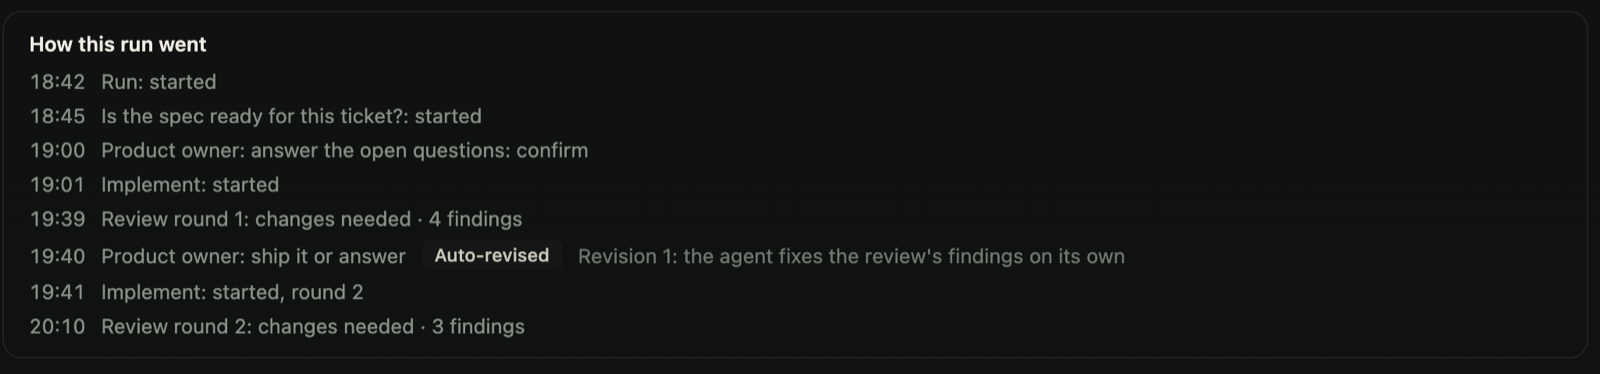 How this run went
18:42 Run: started
18:45 Is the spec ready for this ticket?: started
19:00 Product owner: answer the open questions: confirm
19:01 Implement: started
19:39 Review round 1: changes needed · 4 findings
19:40 Product owner: ship it or answer Auto-revised Revision 1: the agent fixes the review's findings on its own
19:41 Implement: started, round 2
20:10 Review round 2: changes needed · 3 findings